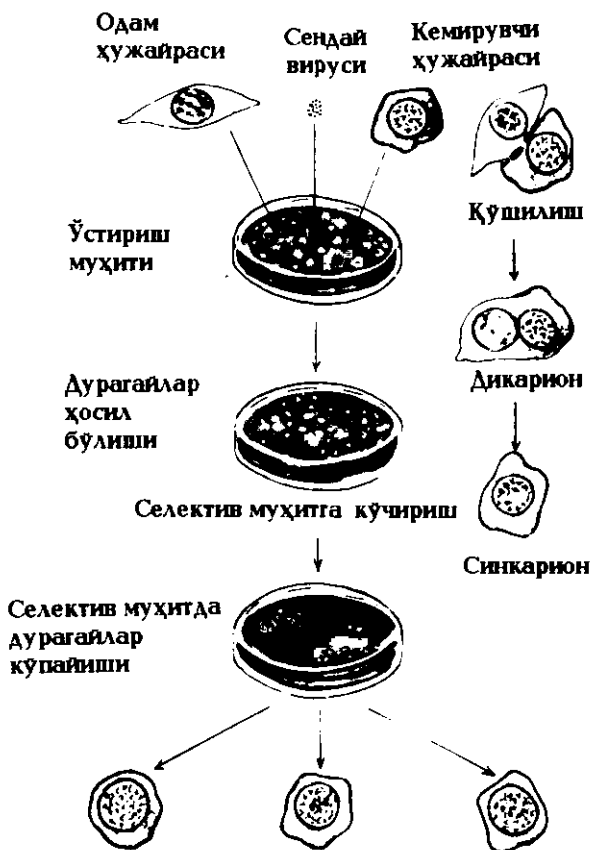 Одам
ҳужайраси
Сендай
вируси
Кемирувчи
ҳужайраси
Ўстириш
муҳити
Қўшилиш
Дурагайлар
ҳосил
бўлиши
Дикарион
Селектив муҳитга кўчириш
Синкарион
Селектив муҳитда
дурагайлар
кўпайиши